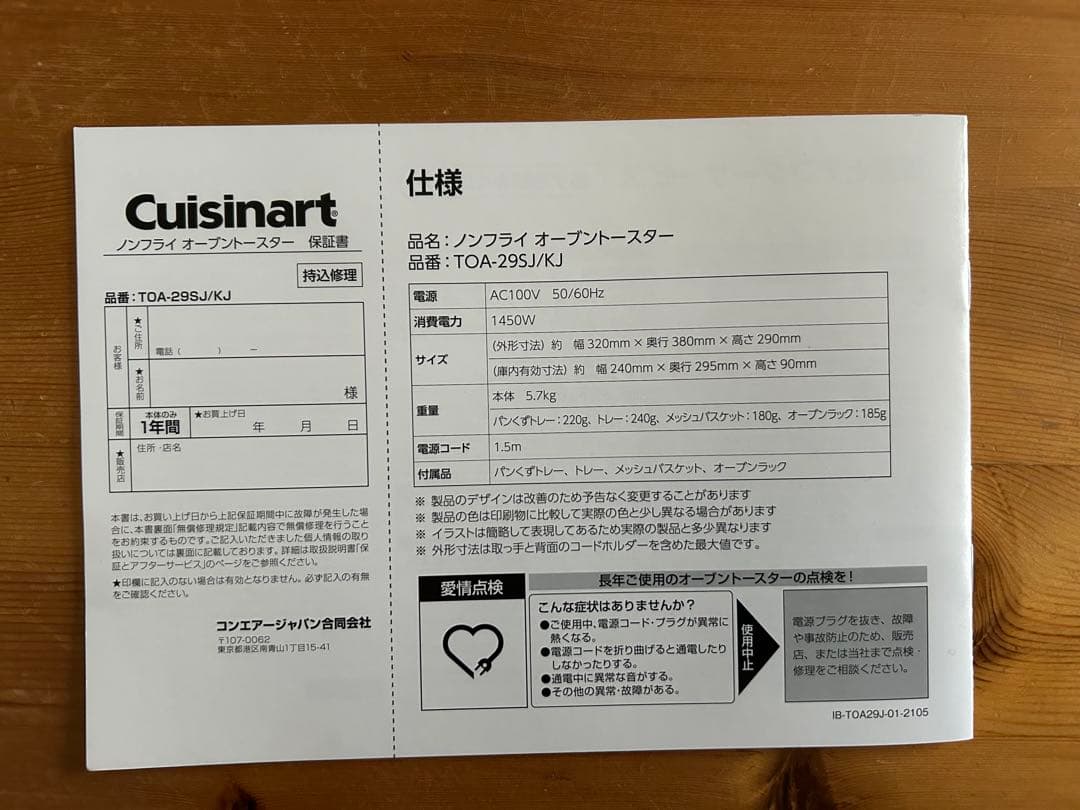 Cuisinart®
ノンフライ オーブントースター 保証書
持込修理
品番：TOA-29SJ/KJ
お客様
★ご住所
電話（ ） ー
★お名前
様
保証期間
本体のみ
1年間
★お買上げ日
年 月 日
★販売店
住所・店名
本書は、お買い上げ日から上記保証期間中に故障が発生した場
合に、本書裏面「無償修理規定」記載内容で無償修理を行うこと
をお約束するものです。ご記入いただきました個人情報の取り
扱いについては裏面に記載しております。詳細は取扱説明書「保
証とアフターサービス」のページをご参照ください。
★印欄に記入のない場合は有効となりません。必ず記入の有無
をご確認ください。
コンエアージャパン合同会社
〒107-0062
東京都港区南青山1丁目15-41
仕様
品名：ノンフライ オーブントースター
品番：TOA-29SJ/KJ
電源 AC100V 50/60Hz
消費電力 1450W
サイズ
（外形寸法）約 幅320mm×奥行380mm×高さ290mm
（庫内有効寸法）約 幅240mm×奥行295mm×高さ90mm
重量
本体 5.7kg
パンくずトレー：220g、トレー：240g、メッシュバスケット：180g、オーブンラック：185g
電源コード 1.5m
付属品 パンくずトレー、トレー、メッシュバスケット、オーブンラック
※ 製品のデザインは改善のため予告なく変更することがあります
※ 製品の色は印刷物に比較して実際の色と少し異なる場合があります
※ イラストは簡略して表現してあるため実際の製品と多少異なります
※ 外形寸法は取っ手と背面のコードホルダーを含めた最大値です。
愛情点検
長年ご使用のオーブントースターの点検を！
こんな症状はありませんか？
●ご使用中、電源コード・プラグが異常に
熱くなる。
●電源コードを折り曲げると通電したり
しなかったりする。
●通電中に異常な音がする。
●その他の異常・故障がある。
使用中止
電源プラグを抜き、故障
や事故防止のため、販売
店、または当社まで点検・
修理をご相談ください。
IB-TOA29J-01-2105